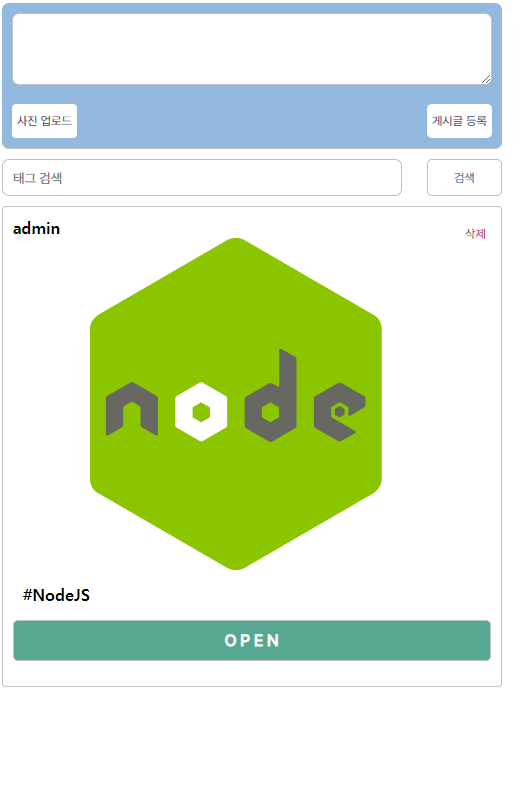 사진 업로드
게시글 등록
태그 검색
검색
admin
삭제
node
#NodeJS
OPEN